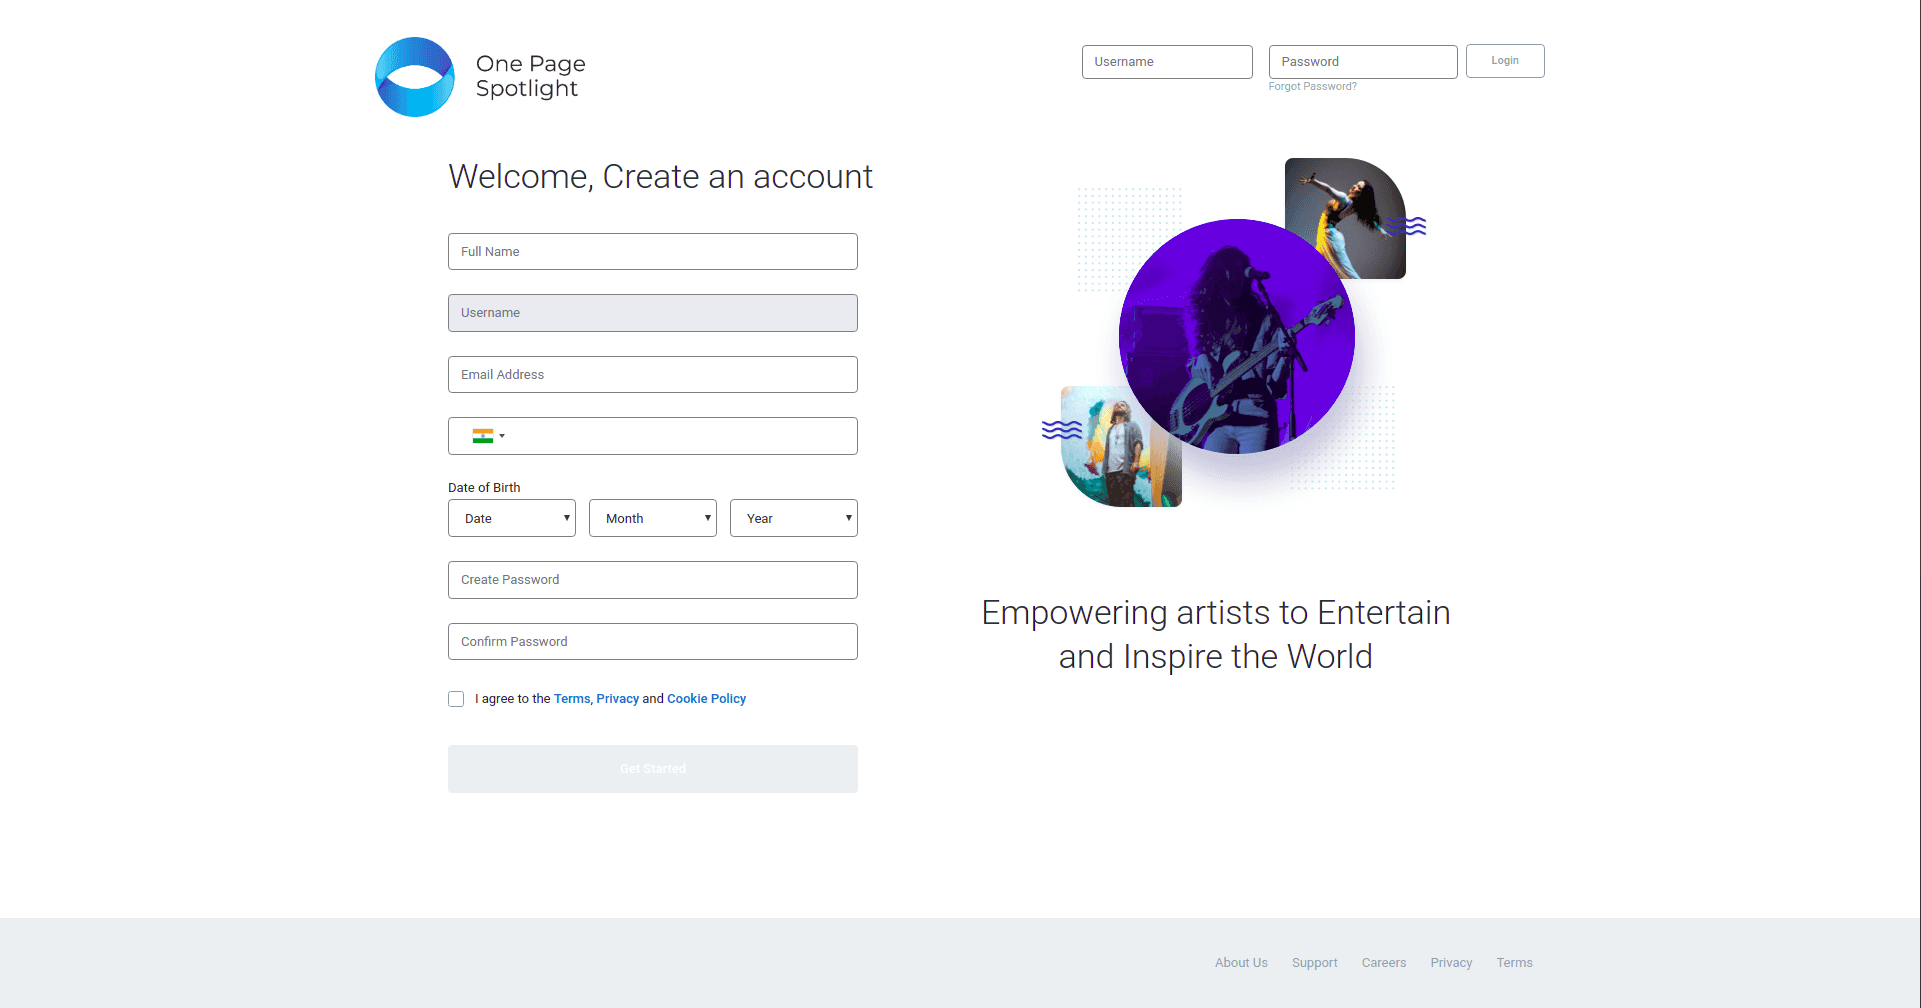 One Page
Spotlight
Username
Password
Login
Forgot Password?
Welcome, Create an account
Full Name
Username
Email Address
Date of Birth
Date
Month
Year
Create Password
Confirm Password
I agree to the Terms, Privacy and Cookie Policy
Get Started
Empowering artists to Entertain
and Inspire the World
About Us
Support
Careers
Privacy
Terms